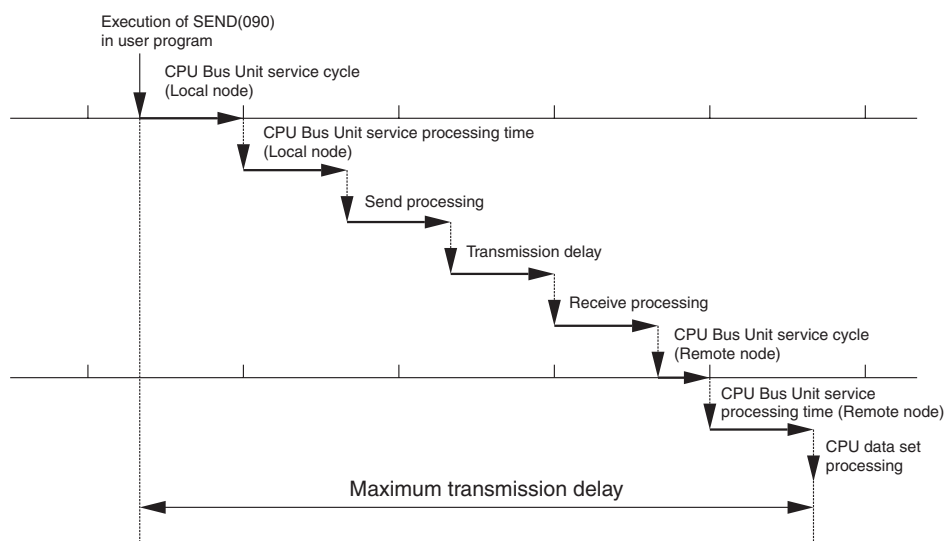 Execution of SEND(090)
in user program
CPU Bus Unit service cycle
(Local node)
CPU Bus Unit service processing time
(Local node)
Send processing
Transmission delay
Receive processing
CPU Bus Unit service cycle
(Remote node)
CPU Bus Unit service
processing time (Remote node)
CPU data set
processing
Maximum transmission delay